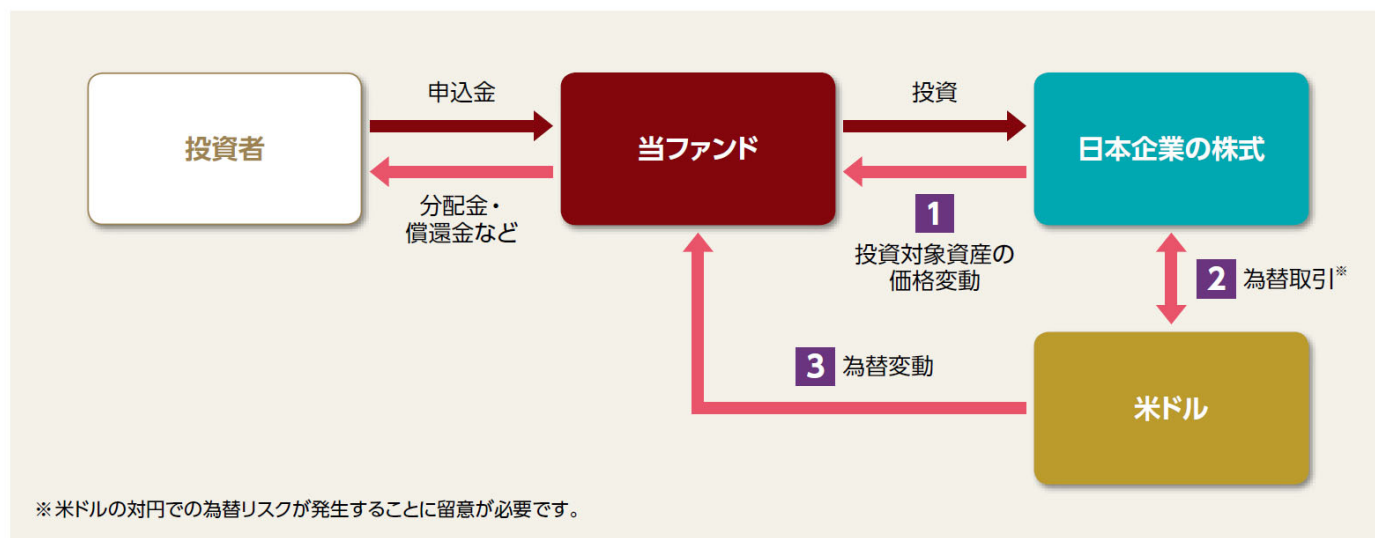 投資者
申込金
分配金・
償還金など
当ファンド
投資
1
投資対象資産の
価格変動
日本企業の株式
2 為替取引※
3 為替変動
米ドル
※米ドルの対円での為替リスクが発生することに留意が必要です。